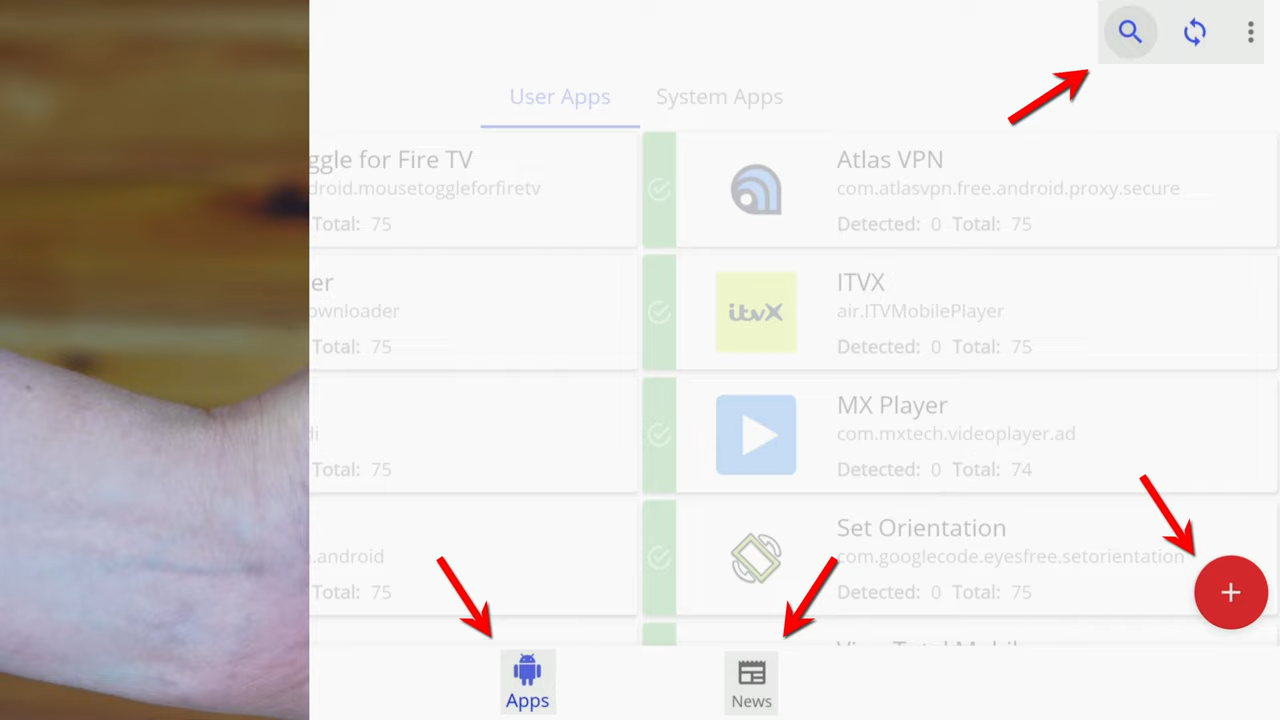 User Apps
System Apps
ggle for Fire TV
droid.mousetoggleforfiretv
Total: 75
Atlas VPN
com.atlasvpn.free.android.proxy.secure
Detected: 0 Total: 75
er
ownloader
Total: 75
itvX
ITVX
air.ITVMobilePlayer
Detected: 0 Total: 75
di
Total: 75
MX Player
com.mxtech.videoplayer.ad
Detected: 0 Total: 74
.android
Total: 75
Set Orientation
com.googlecode.eyesfree.setorientation
Detected: 0 Total: 75
Apps
News